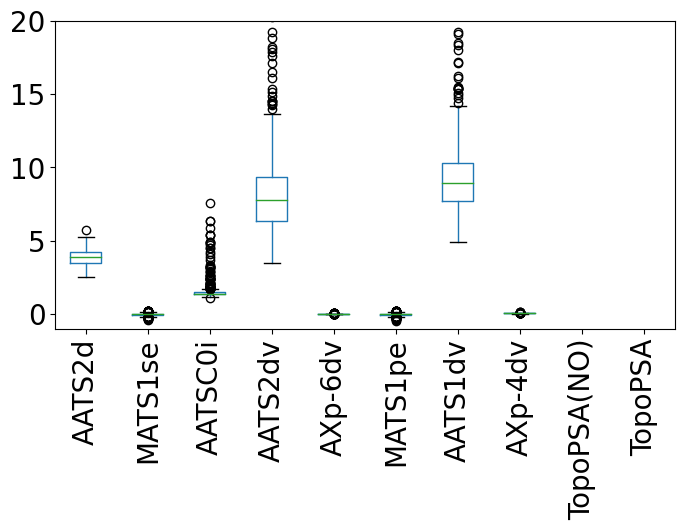 20
15
10
5
0
AATS2d
MATS1se
AATSC0i
AATS2dv
AXp-6dv
MATS1pe
AATS1dv
AXp-4dv
TopoPSA(NO)
TopoPSA